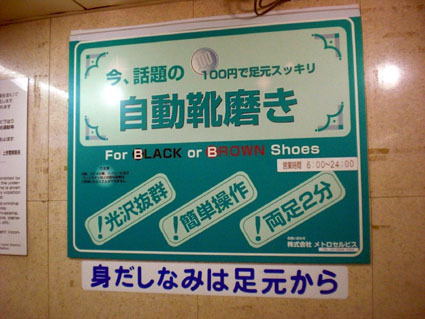 今、話題の
100円で足元スッキリ
自動靴磨き
For BLACK or BROWN Shoes
営業時間 6:00~24:00
!光沢抜群
!簡単操作
!両足2分
株式会社 メトロセルビス
身だしなみは足元から